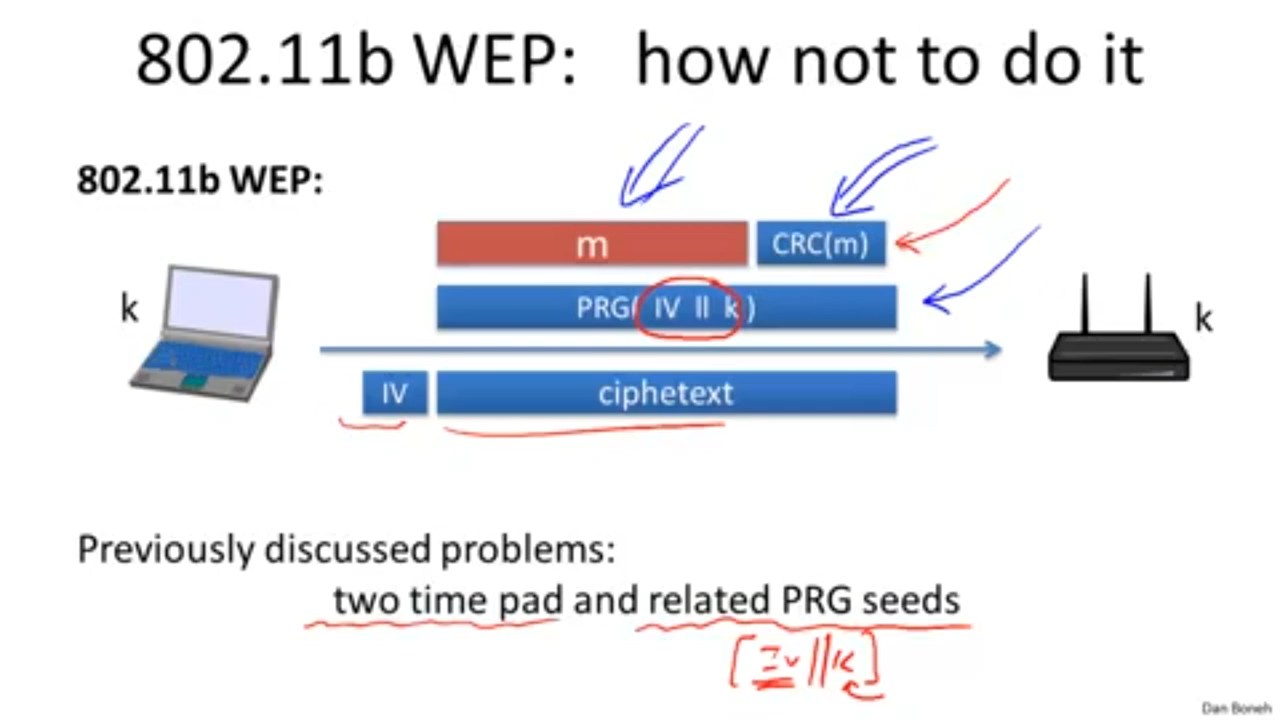 802.11b WEP: how not to do it
802.11b WEP:
m
CRC(m)
k
PRG( IV ll k )
k
IV
ciphetext
Previously discussed problems:
two time pad and related PRG seeds
[IV||k]
Dan Boneh